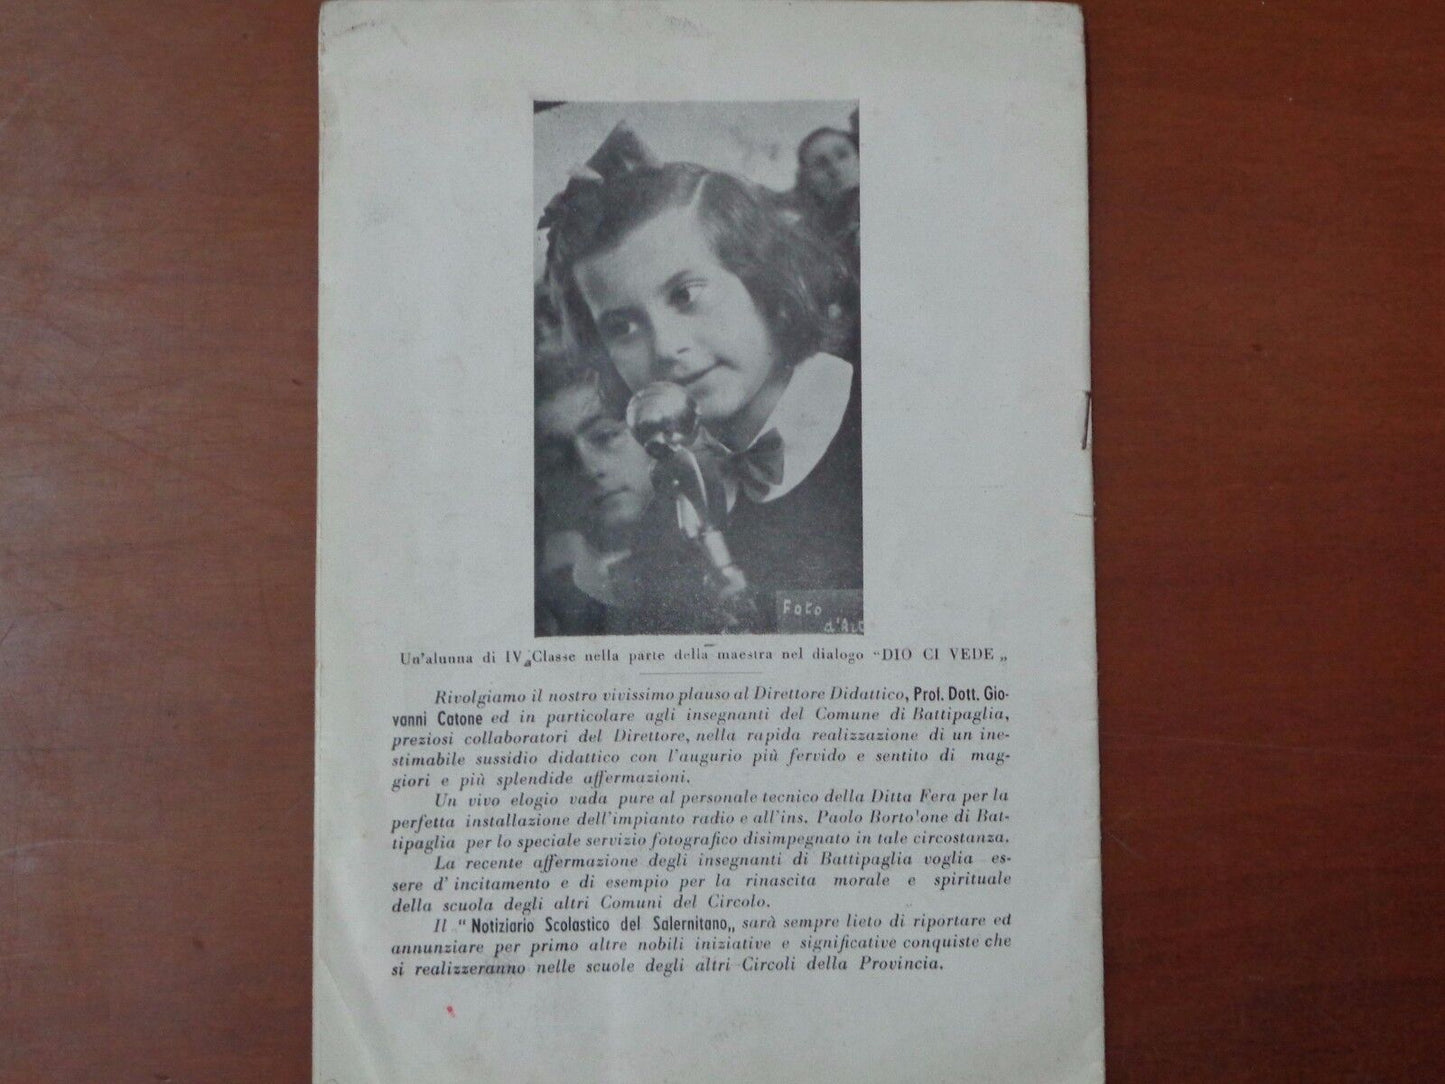 Foto
d'Art
Un'alunna di IV Classe nella parte della maestra nel dialogo "DIO CI VEDE„
Rivolgiamo il nostro vivissimo plauso al Direttore Didattico, Prof. Dott. Gio-
vanni Catone ed in particolare agli insegnanti del Comune di Battipaglia,
preziosi collaboratori del Direttore, nella rapida realizzazione di un ine-
stimabile sussidio didattico con l'augurio più fervido e sentito di mag-
giori e più splendide affermazioni.
Un vivo elogio vada pure al personale tecnico della Ditta Fera per la
perfetta installazione dell'impianto radio e all'ins. Paolo Borto'one di Bat-
tipaglia per lo speciale servizio fotografico disimpegnato in tale circostanza.
La recente affermazione degli insegnanti di Battipaglia voglia es-
sere d' incitamento e di esempio per la rinascita morale e spirituale
della scuola degli altri Comuni del Circolo.
Il "Notiziario Scolastico del Salernitano„ sarà sempre lieto di riportare ed
annunziare per primo altre nobili iniziative e significative conquiste che
si realizzeranno nelle scuole degli altri Circoli della Provincia.